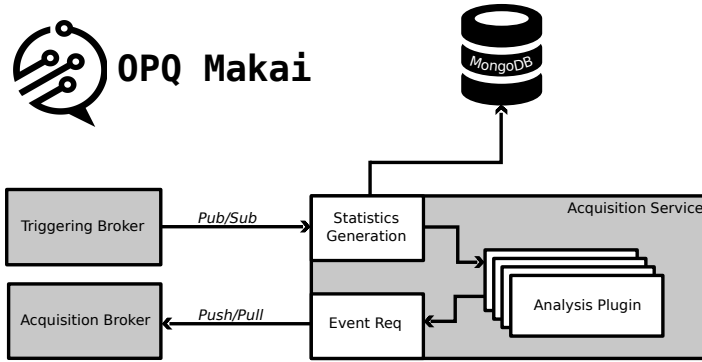 OPQ Makai
MongoDB
Acquisition Service
Triggering Broker
Pub/Sub
Statistics
Generation
Analysis Plugin
Acquisition Broker
Push/Pull
Event Req